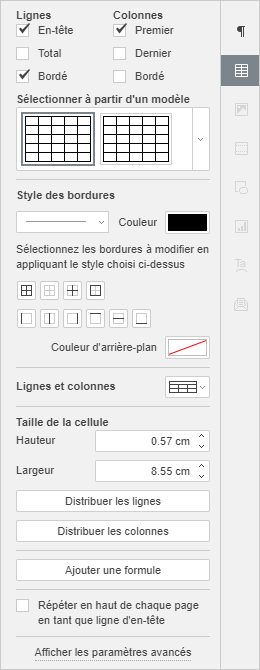 Lignes Colonnes
En-tête Premier
Total Dernier
Bordé Bordé
Sélectionner à partir d'un modèle
Style des bordures
Couleur
Sélectionnez les bordures à modifier en
appliquant le style choisi ci-dessus
Couleur d'arrière-plan
Lignes et colonnes
Taille de la cellule
Hauteur 0.57 cm
Largeur 8.55 cm
Distribuer les lignes
Distribuer les colonnes
Ajouter une formule
Répéter en haut de chaque page
en tant que ligne d'en-tête
Afficher les paramètres avancés